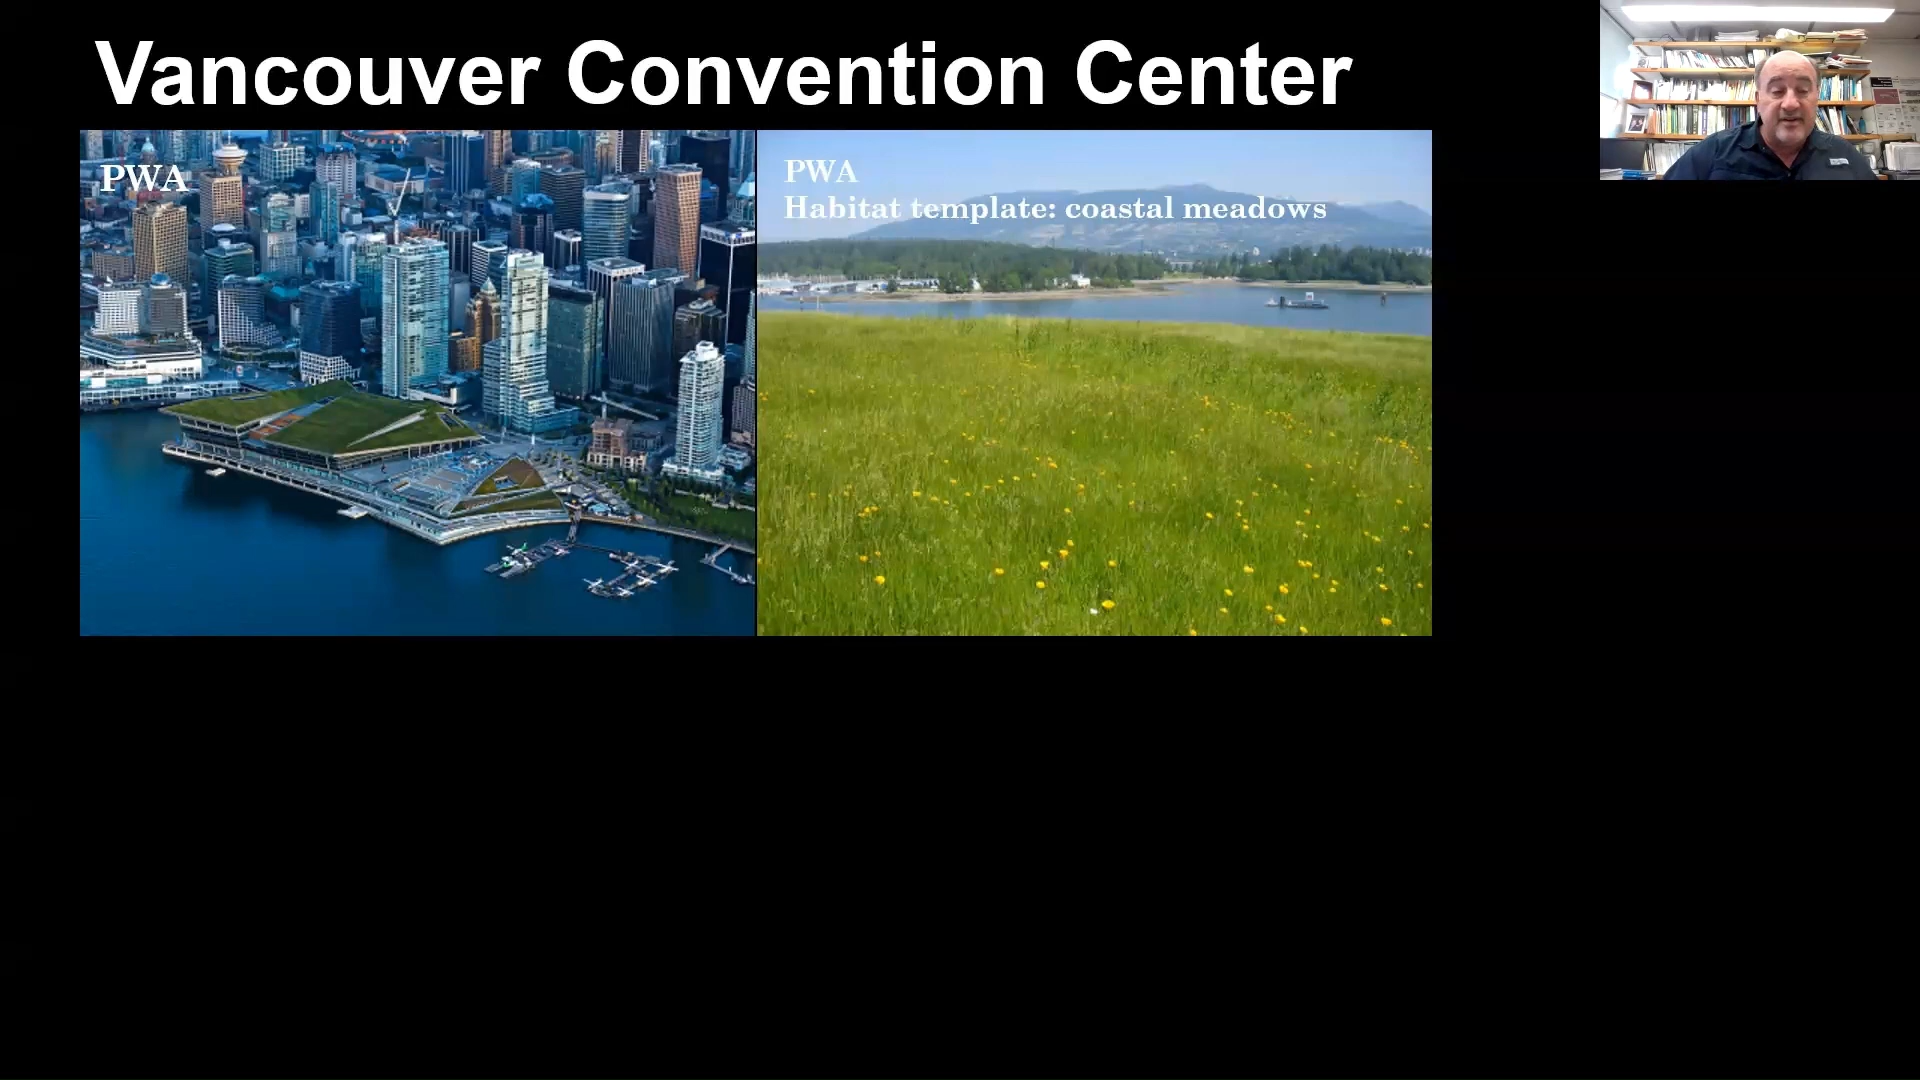 Vancouver Convention Center
PWA
PWA
Habitat template: coastal meadows